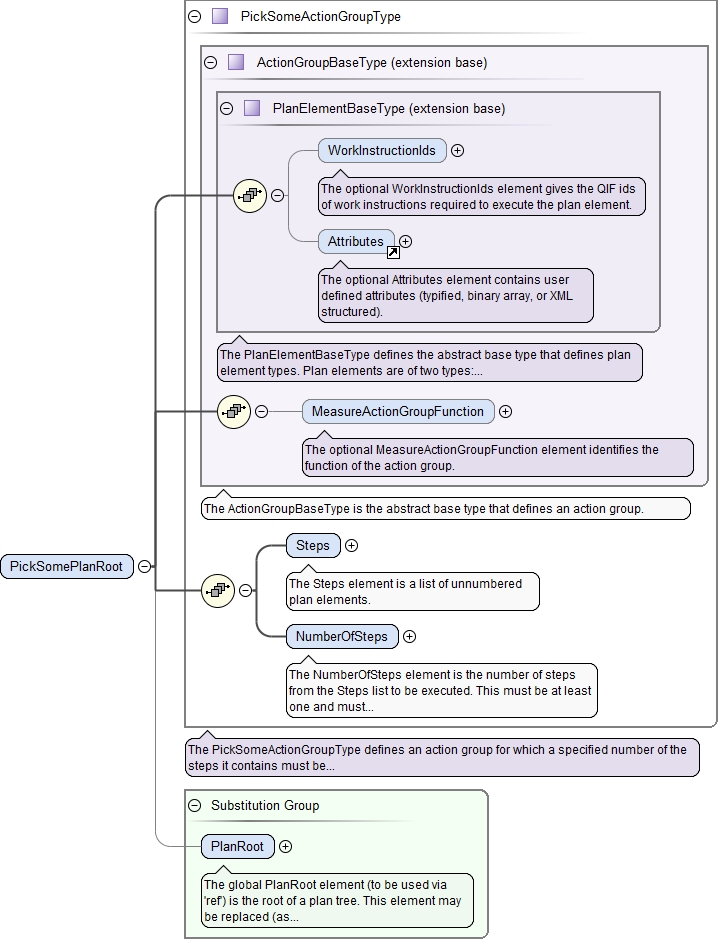 PickSomeActionGroupType
ActionGroupBaseType (extension base)
PlanElementBaseType (extension base)
WorkInstructionIds
The optional WorkInstructionIds element gives the QIF ids
of work instructions required to execute the plan element.
Attributes
The optional Attributes element contains user
defined attributes (typified, binary array, or XML
structured).
The PlanElementBaseType defines the abstract base type that defines plan
element types. Plan elements are of two types:...
MeasureActionGroupFunction
The optional MeasureActionGroupFunction element identifies the
function of the action group.
The ActionGroupBaseType is the abstract base type that defines an action group.
PickSomePlanRoot
Steps
The Steps element is a list of unnumbered
plan elements.
NumberOfSteps
The NumberOfSteps element is the number of steps
from the Steps list to be executed. This must be at least
one and must...
The PickSomeActionGroupType defines an action group for which a specified number of the
steps it contains must be...
Substitution Group
PlanRoot
The global PlanRoot element (to be used via
'ref') is the root of a plan tree. This element may
be replaced (as...